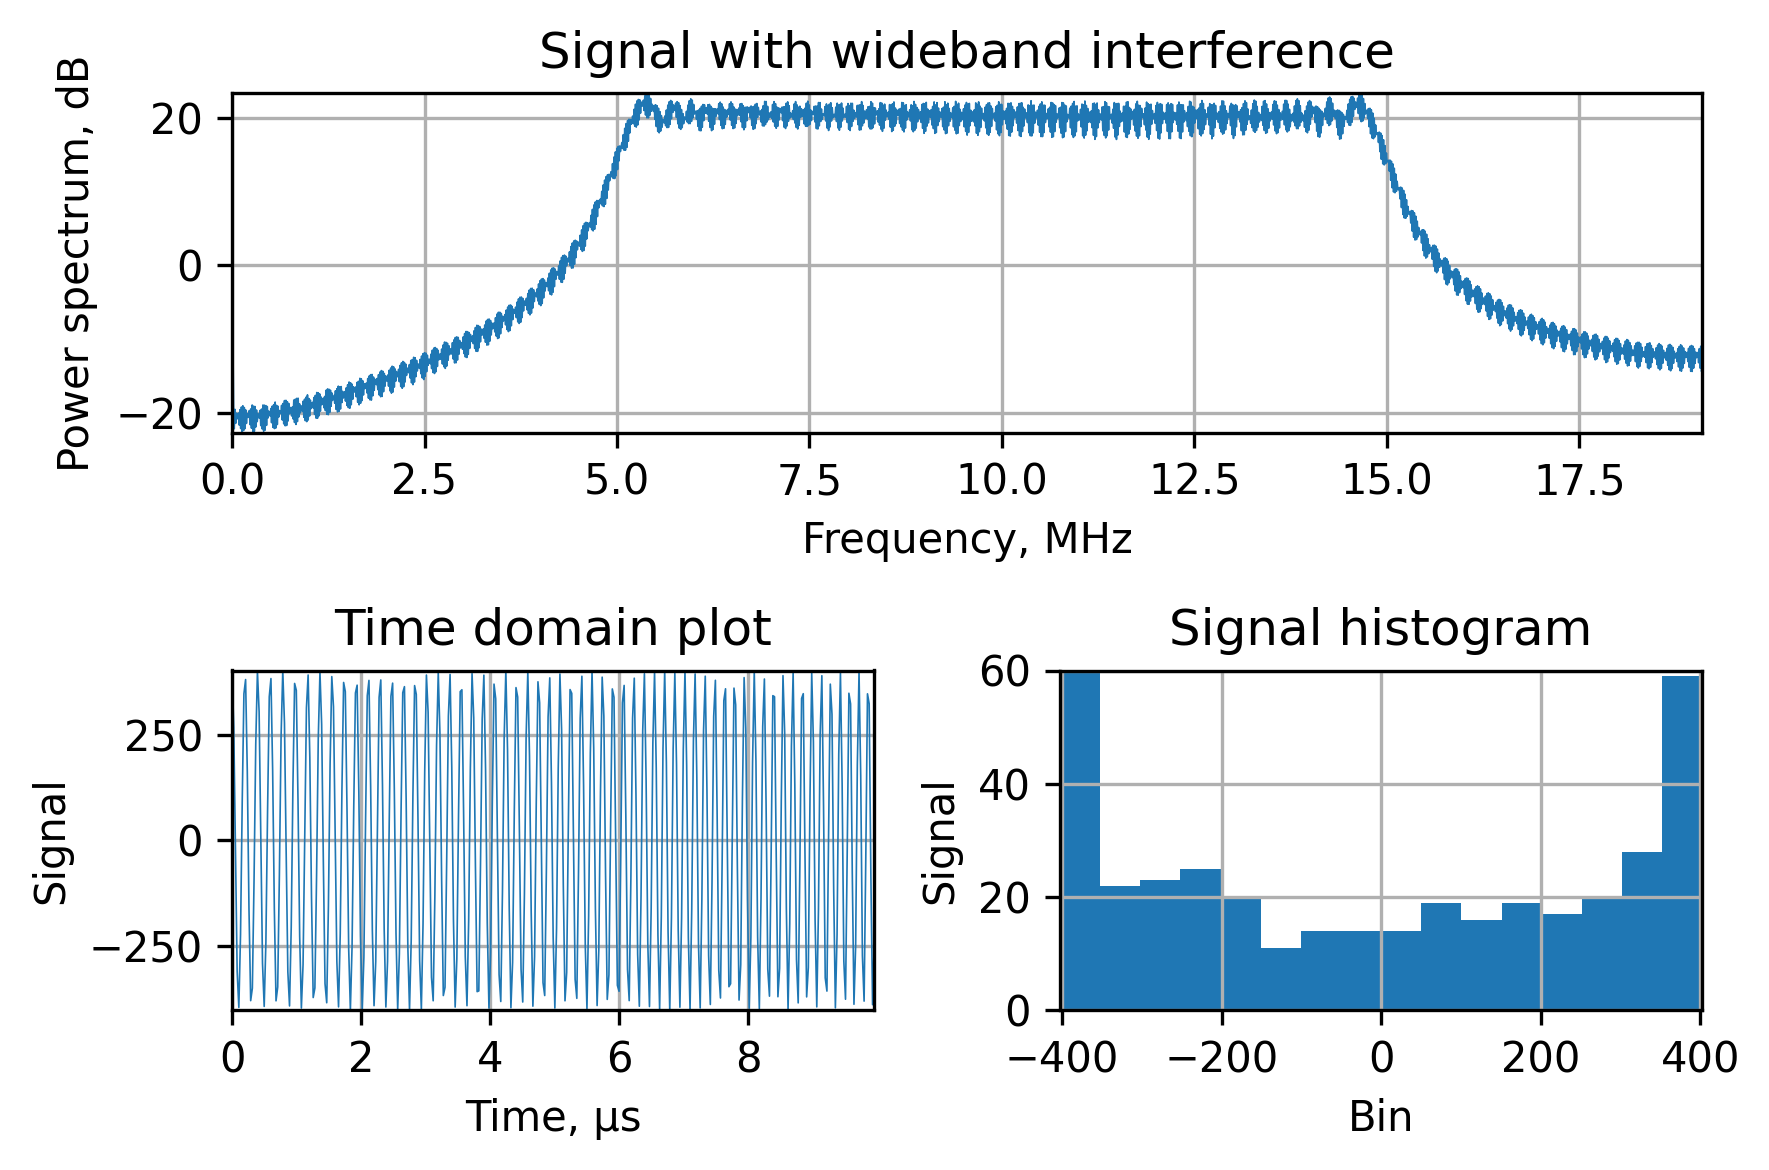 Signal with wideband interference
Power spectrum, dB
20
0
−20
0.0 2.5 5.0 7.5 10.0 12.5 15.0 17.5
Frequency, MHz
Time domain plot
Signal
250
0
−250
0 2 4 6 8
Time, µs
Signal histogram
Signal
60
40
20
0
−400 −200 0 200 400
Bin